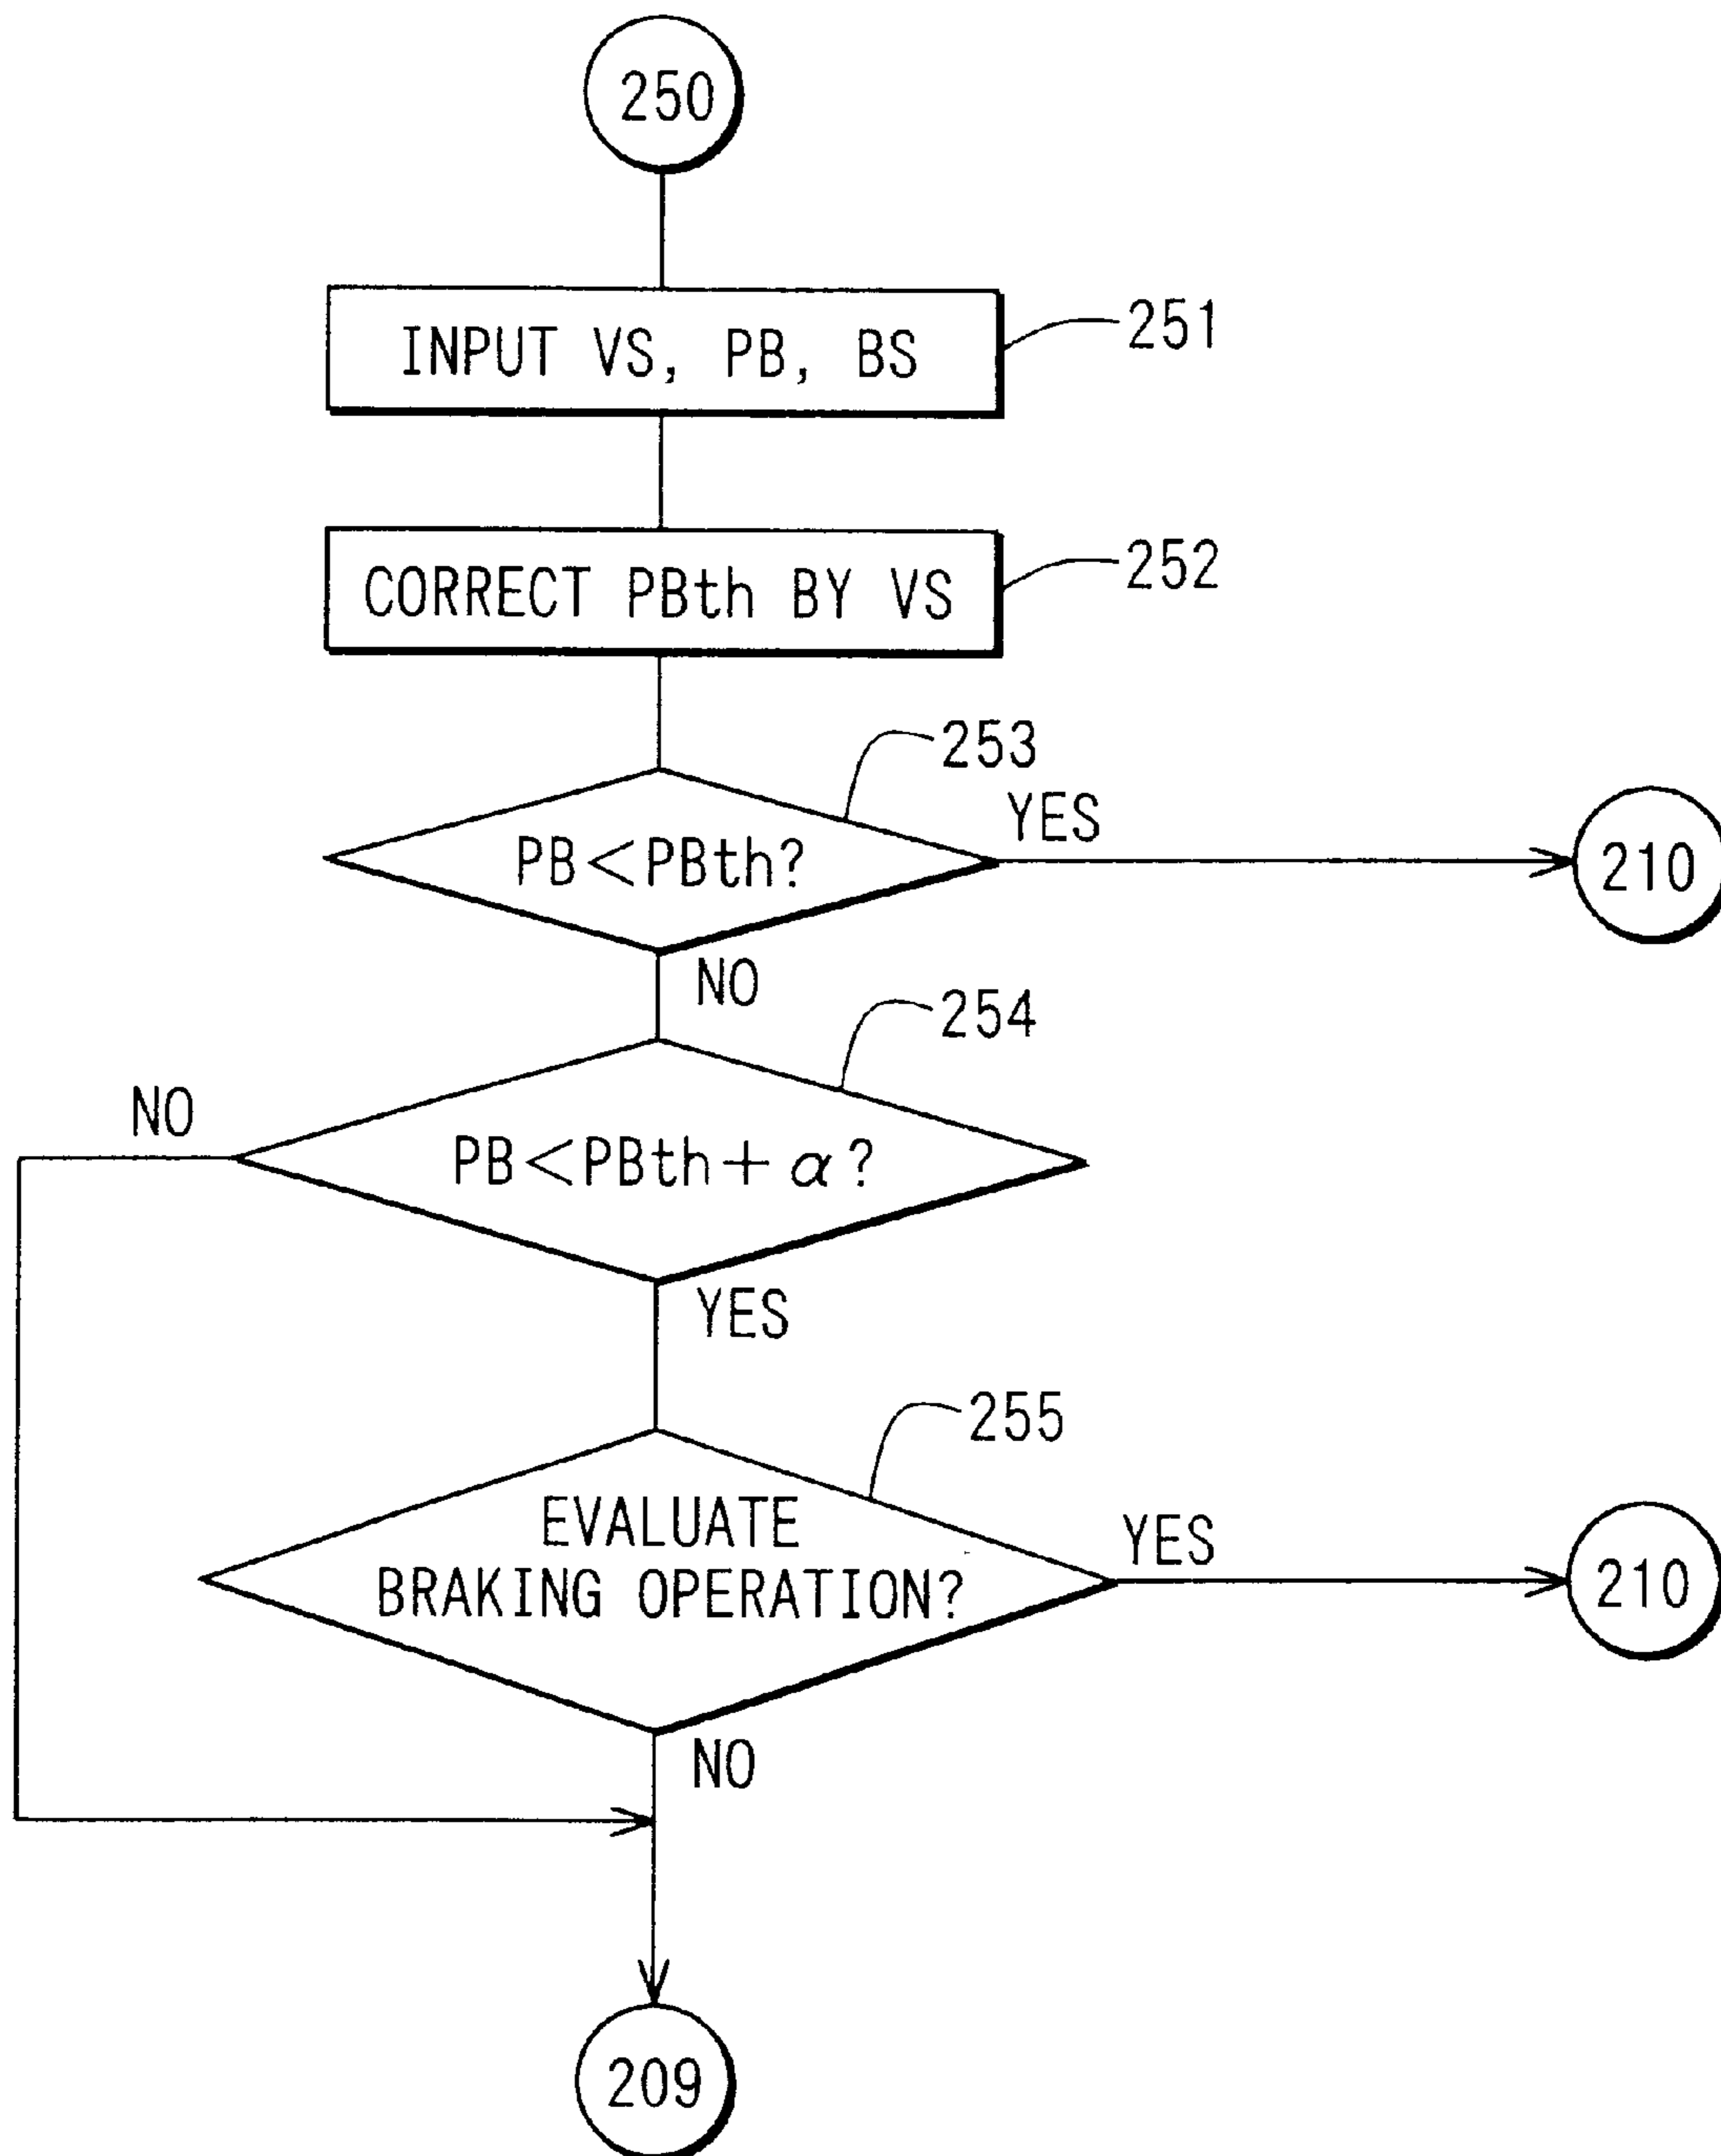 250
INPUT VS, PB, BS
251
CORRECT PBth BY VS
252
253
PB<PBth?
YES
210
NO
254
NO
PB<PBth+α?
YES
255
EVALUATE
BRAKING OPERATION?
YES
210
NO
209